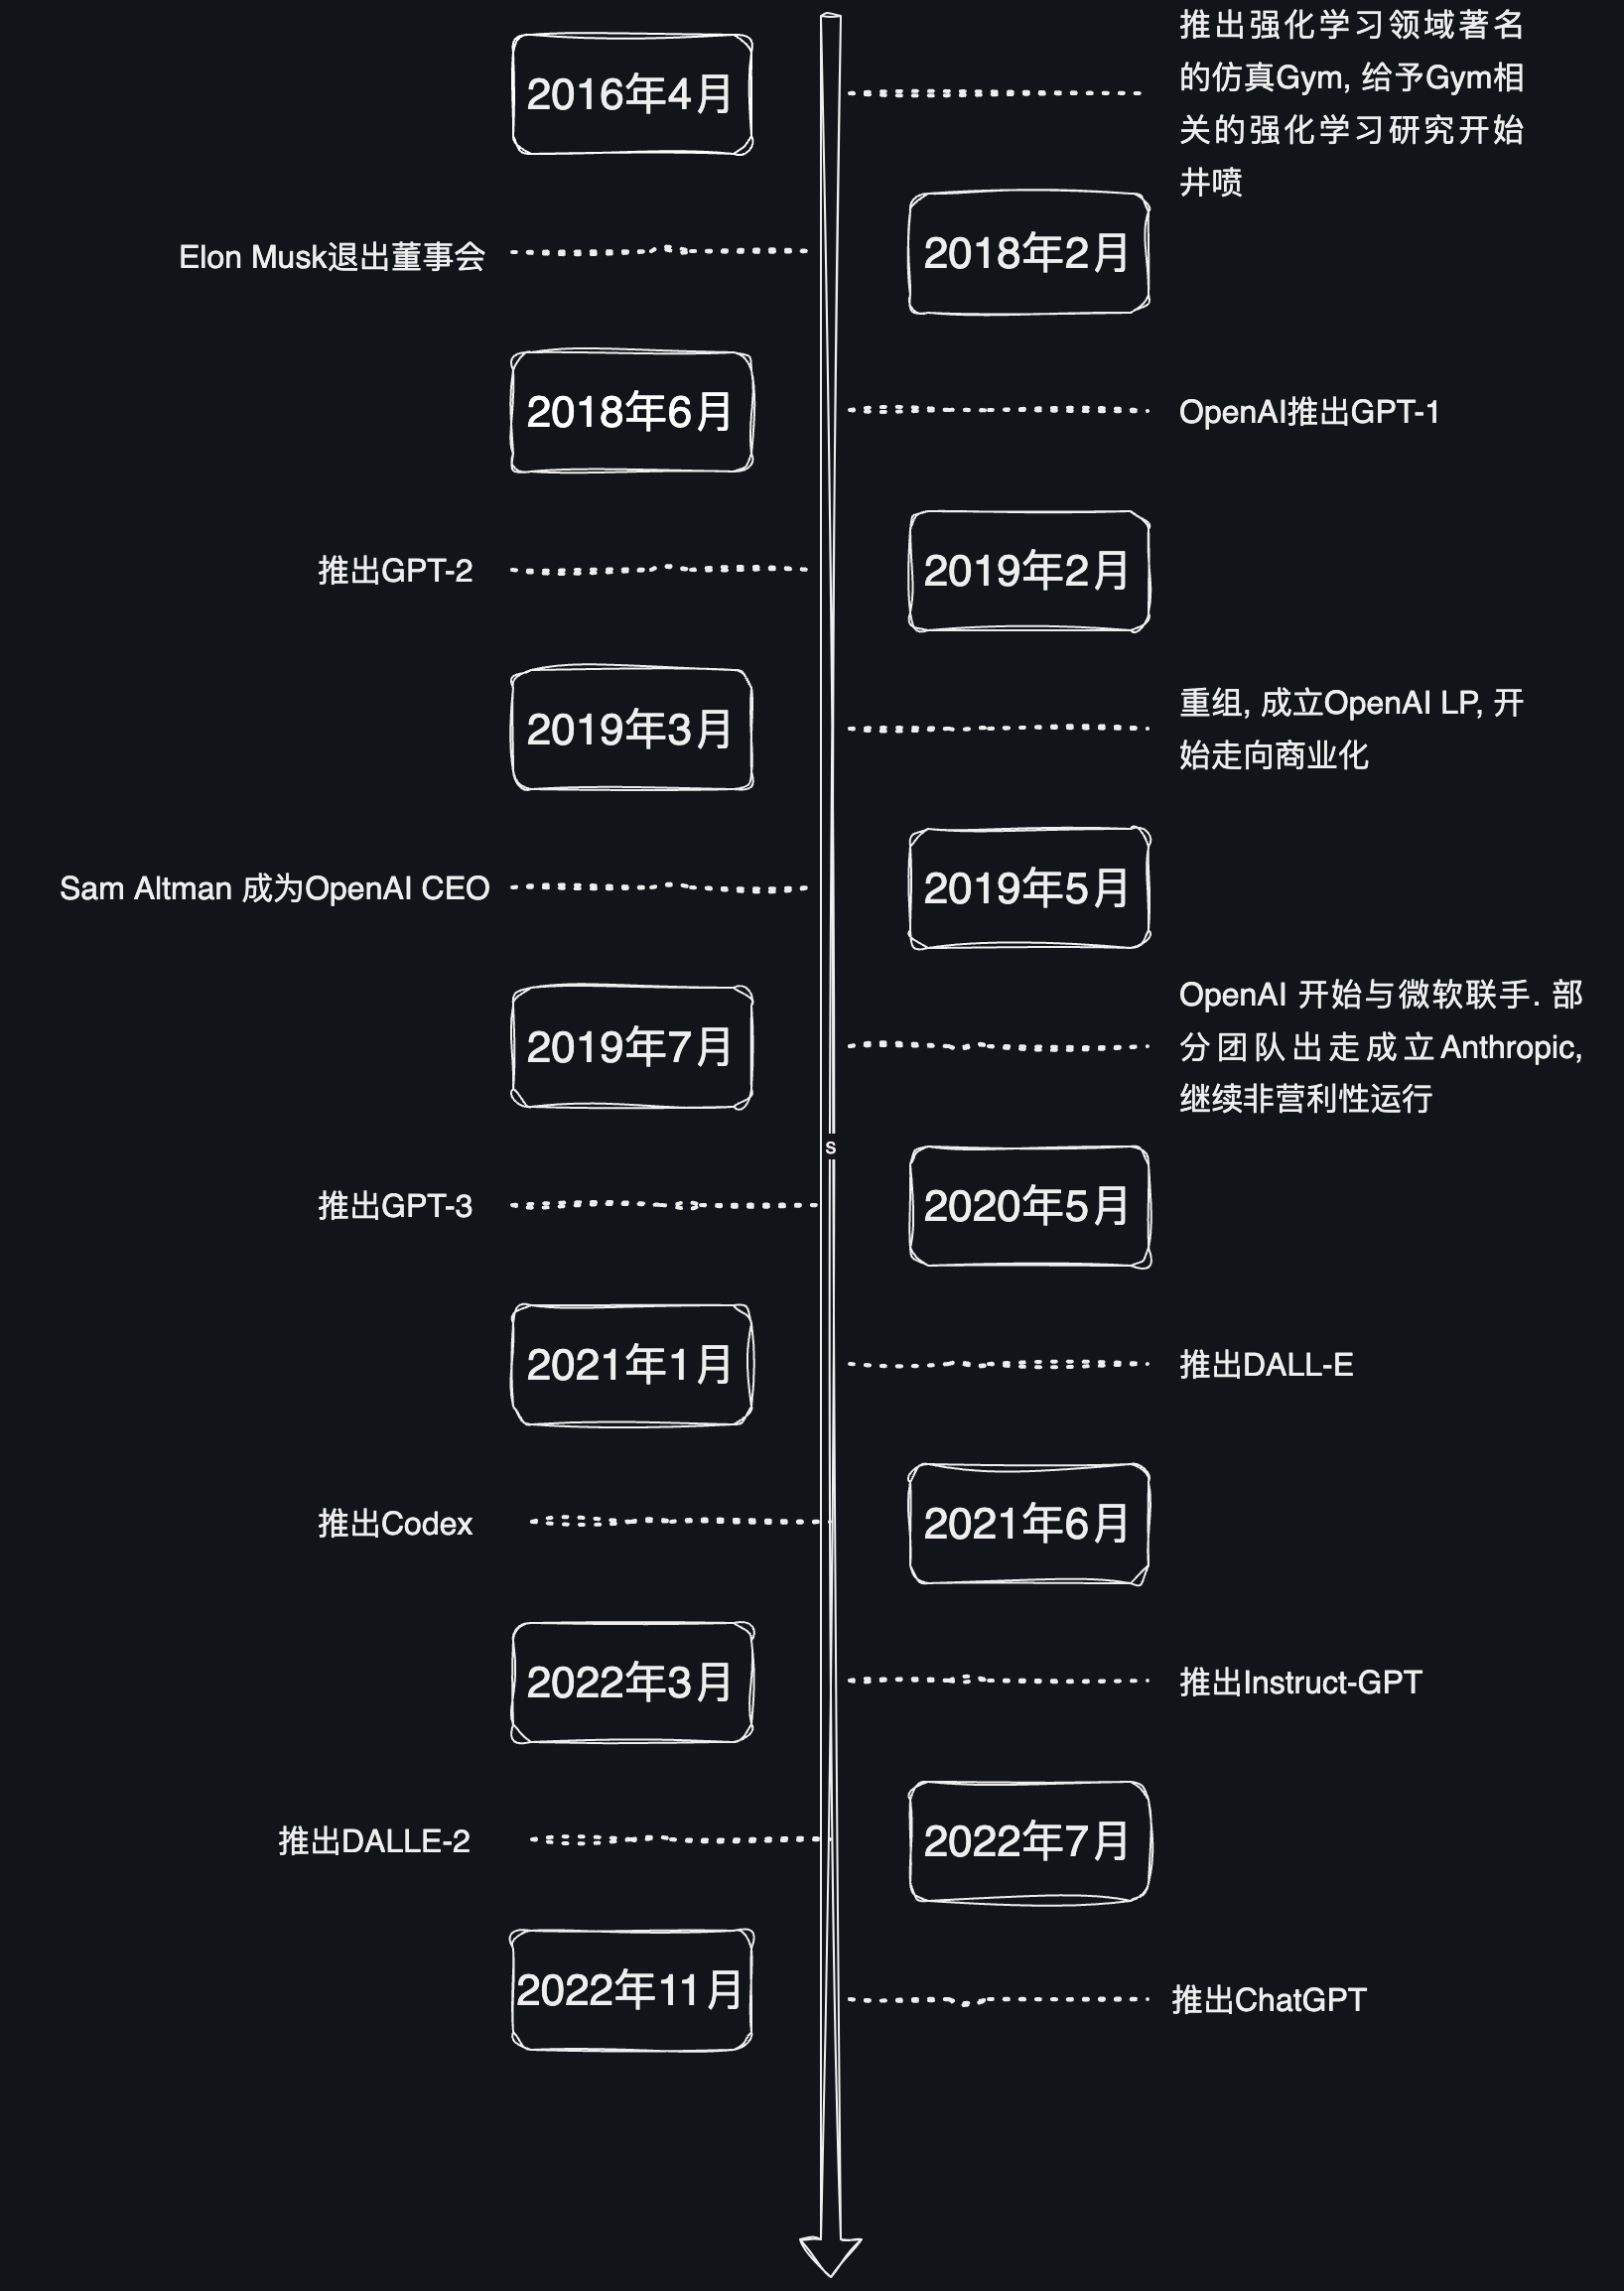 2016年4月
推出强化学习领域著名
的仿真Gym, 给予Gym相
关的强化学习研究开始
井喷
Elon Musk退出董事会
2018年2月
2018年6月
OpenAI推出GPT-1
推出GPT-2
2019年2月
2019年3月
重组, 成立OpenAI LP, 开
始走向商业化
Sam Altman 成为OpenAI CEO
2019年5月
2019年7月
OpenAI 开始与微软联手. 部
分团队出走成立Anthropic,
继续非营利性运行
s
推出GPT-3
2020年5月
2021年1月
推出DALL-E
推出Codex
2021年6月
2022年3月
推出Instruct-GPT
推出DALLE-2
2022年7月
2022年11月
推出ChatGPT